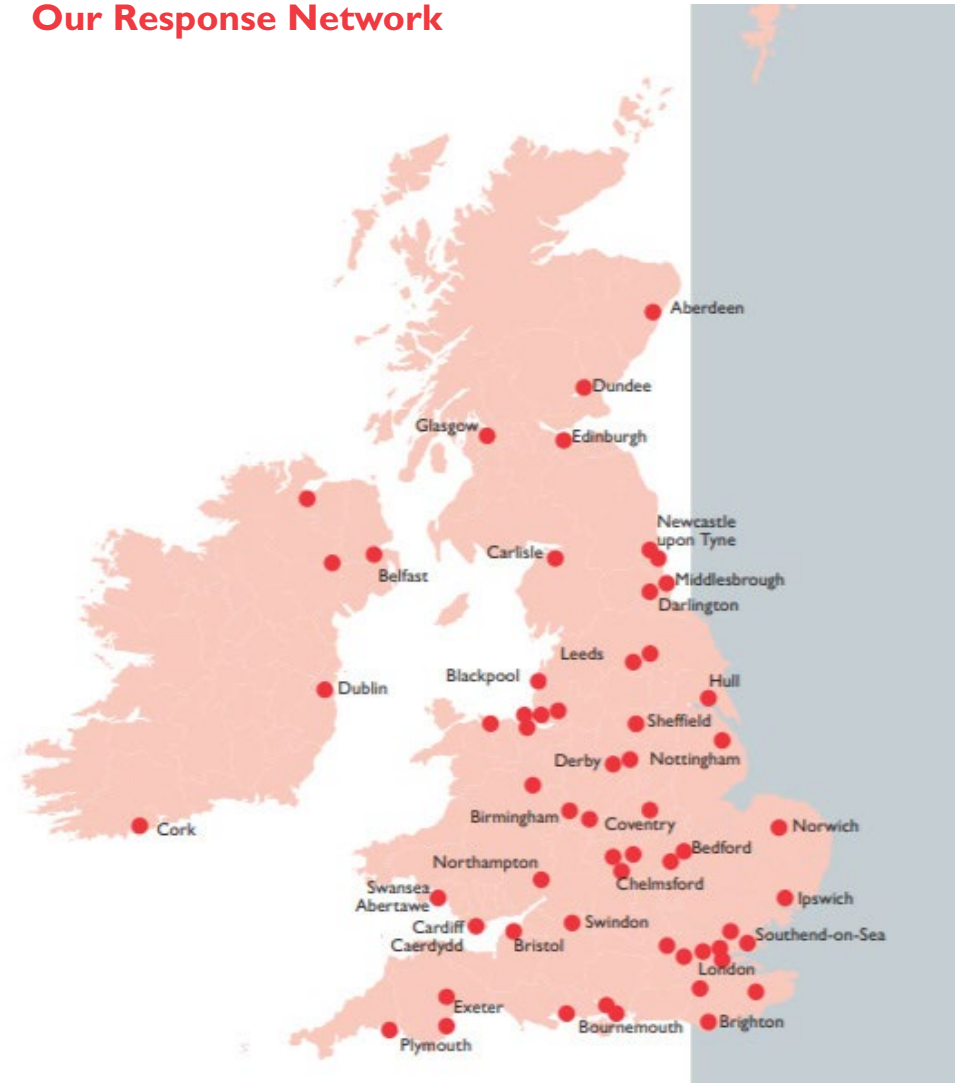 Our Response Network
Aberdeen
Dundee
Glasgow
Edinburgh
Newcastle
upon Tyne
Carlisle
Middlesbrough
Belfast
Darlington
Leeds
Blackpool
Hull
Dublin
Sheffield
Derby
Nottingham
Birmingham
Coventry
Norwich
Cork
Bedford
Northampton
Chelmsford
Swansea
Abertawe
Ipswich
Cardiff
Caerdydd
Swindon
Bristol
Southend-on-Sea
London
Exeter
Bournemouth
Brighton
Plymouth